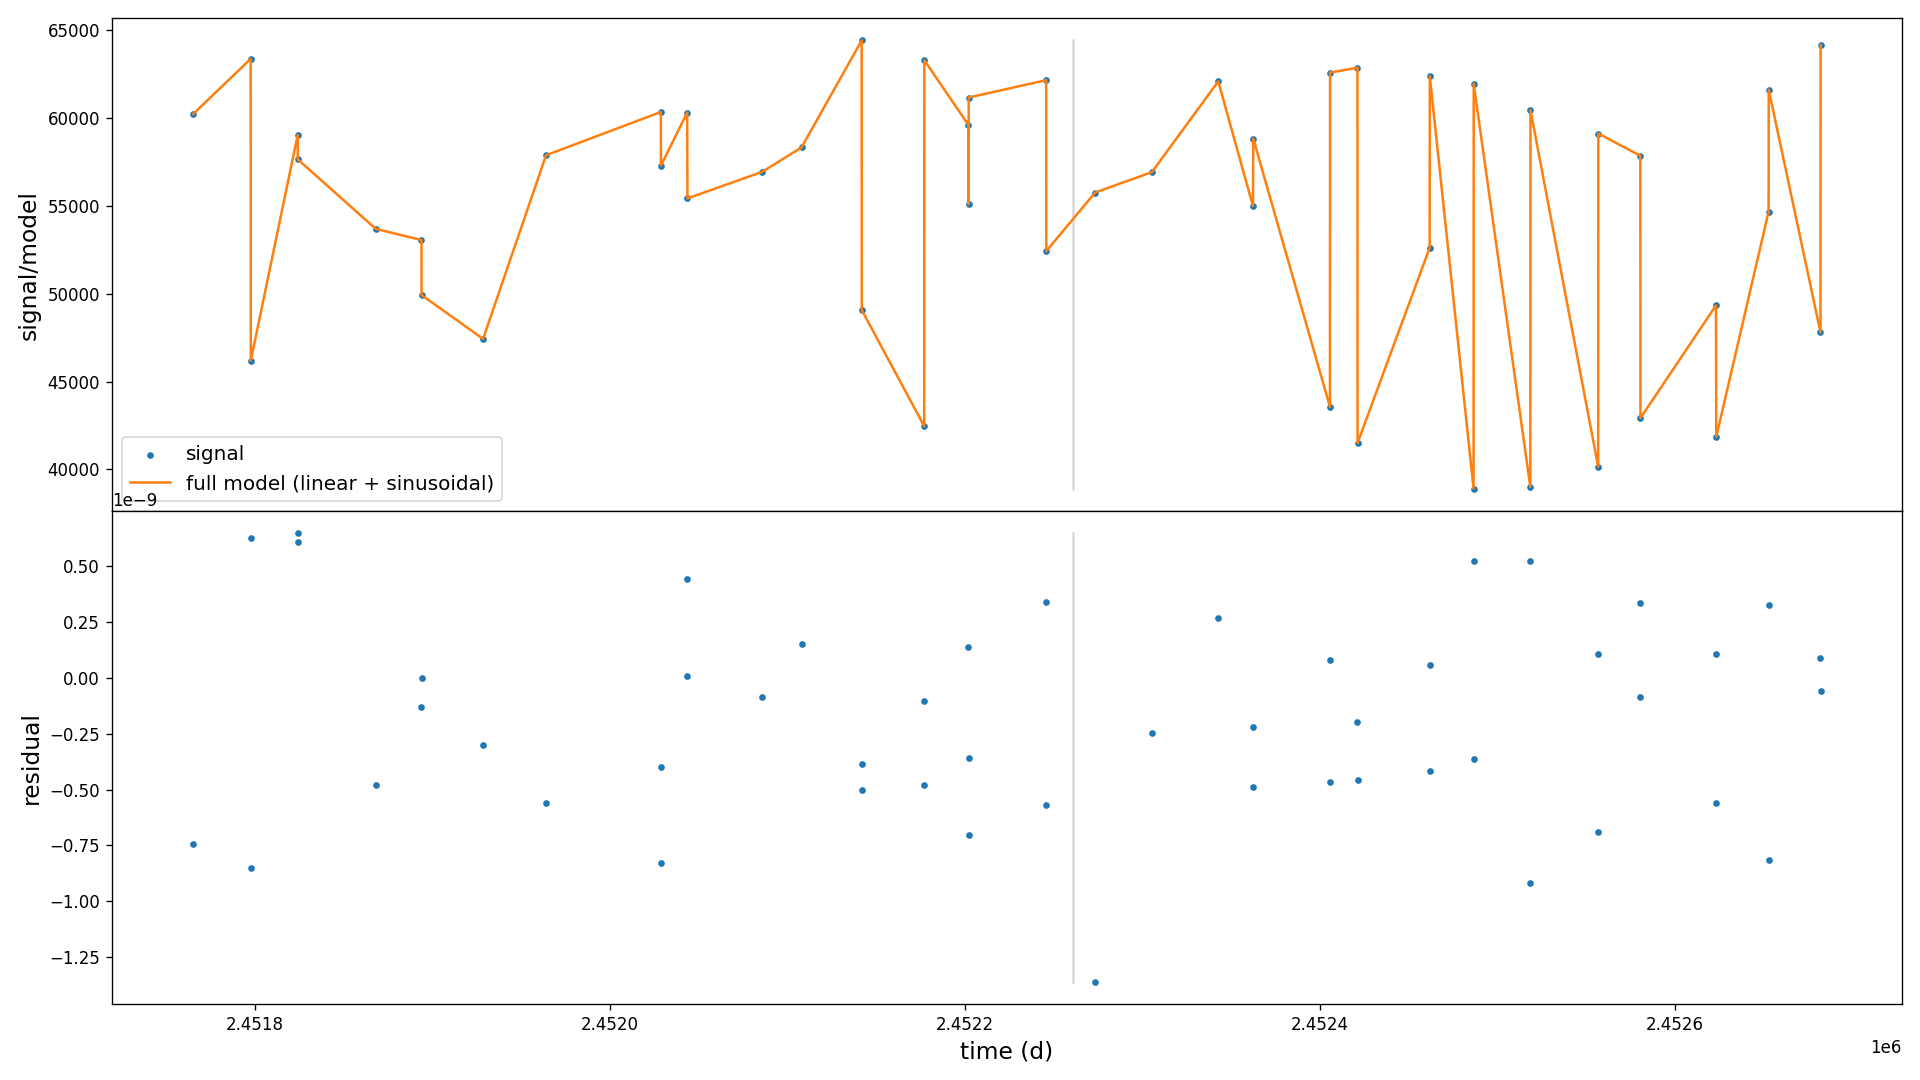 65000
60000
55000
50000
45000
40000
signal/model
signal
full model (linear + sinusoidal)
1e−9
0.50
0.25
0.00
−0.25
−0.50
−0.75
−1.00
−1.25
residual
2.4518
2.4520
2.4522
2.4524
2.4526
1e6
time (d)